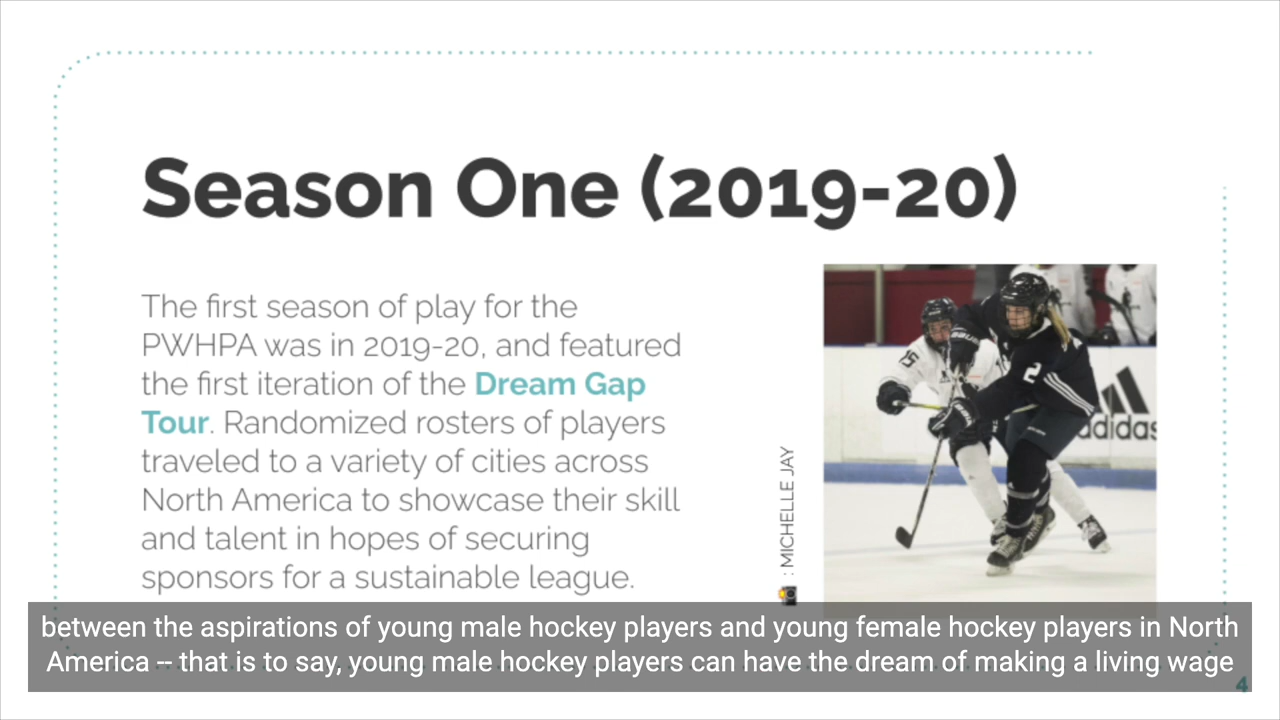 Season One (2019-20)
The first season of play for the
PWHPA was in 2019-20, and featured
the first iteration of the Dream Gap
Tour. Randomized rosters of players
traveled to a variety of cities across
North America to showcase their skill
and talent in hopes of securing
sponsors for a sustainable league.
: MICHELLE JAY
15
2
adidas
between the aspirations of young male hockey players and young female hockey players in North
America -- that is to say, young male hockey players can have the dream of making a living wage
4